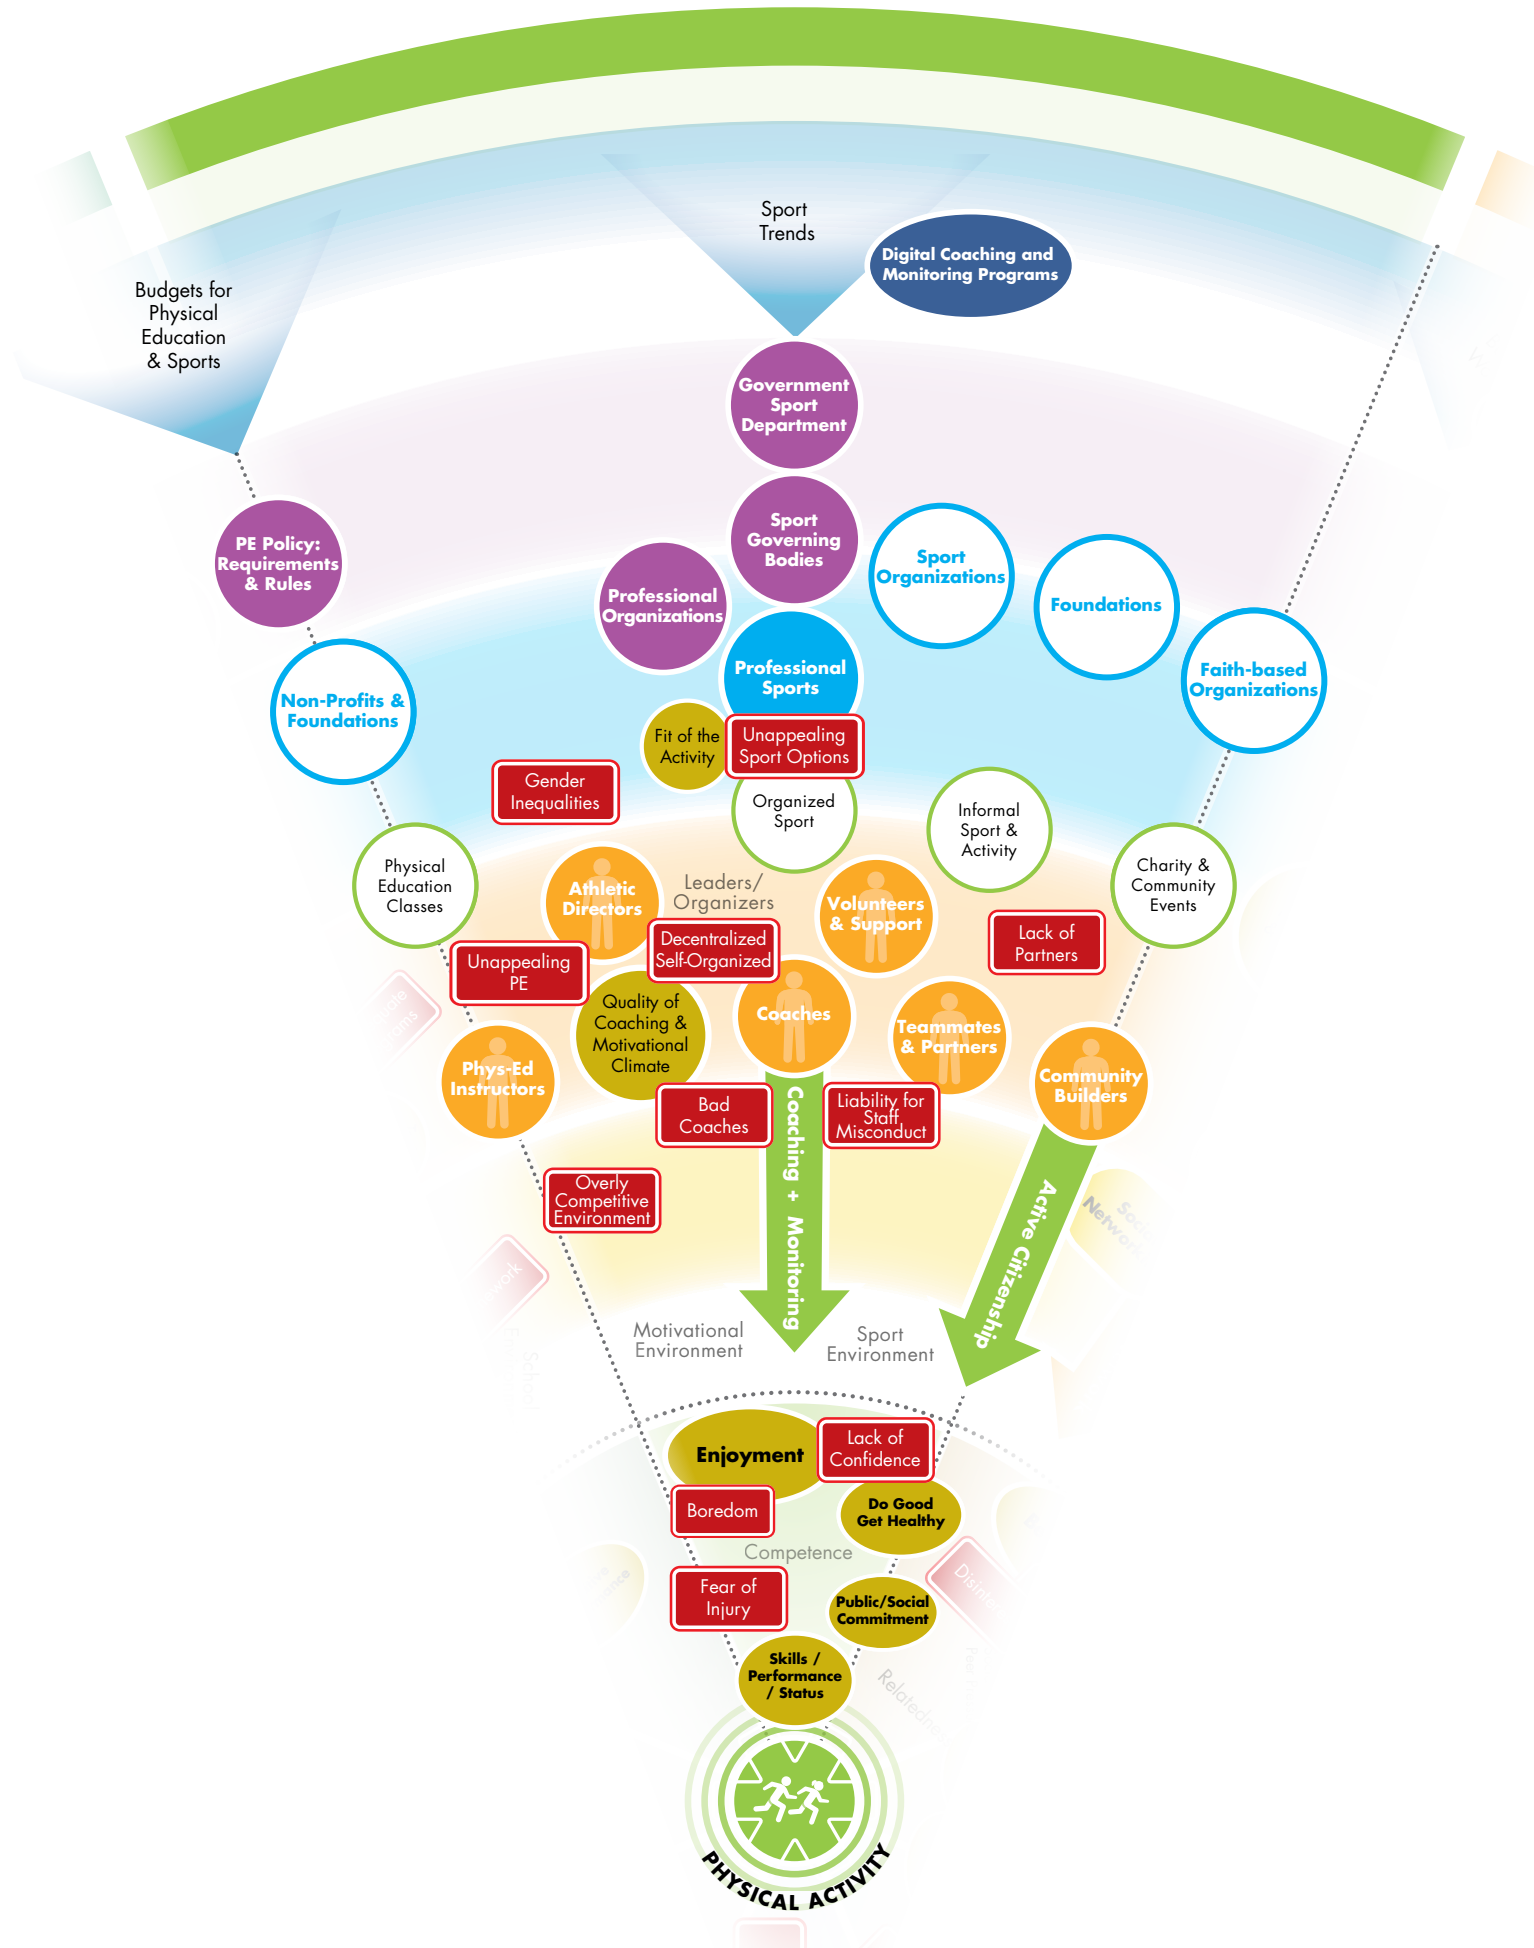 Sport
Trends
Digital Coaching and
Monitoring Programs
Budgets for
Physical
Education
& Sports
Government
Sport
Department
PE Policy:
Requirements
& Rules
Sport
Governing
Bodies
Sport
Organizations
Professional
Organizations
Foundations
Professional
Sports
Faith-based
Organizations
Non-Profits &
Foundations
Fit of the
Activity
Unappealing
Sport Options
Gender
Inequalities
Organized
Sport
Informal
Sport &
Activity
Physical
Education
Classes
Charity &
Community
Events
Athletic
Directors
Leaders/
Organizers
Volunteers
& Support
Decentralized
Self-Organized
Lack of
Partners
Unappealing
PE
Quality of
Coaching &
Motivational
Climate
Coaches
Teammates
& Partners
Phys-Ed
Instructors
Community
Builders
Bad
Coaches
Liability for
Staff
Misconduct
Coaching + Monitoring
Overly
Competitive
Environment
Active Citizenship
Motivational
Environment
Sport
Environment
School
Enjoyment
Lack of
Confidence
Boredom
Do Good
Get Healthy
Competence
Fear of
Injury
Public/Social
Commitment
Skills /
Performance
/ Status
PHYSICAL ACTIVITY